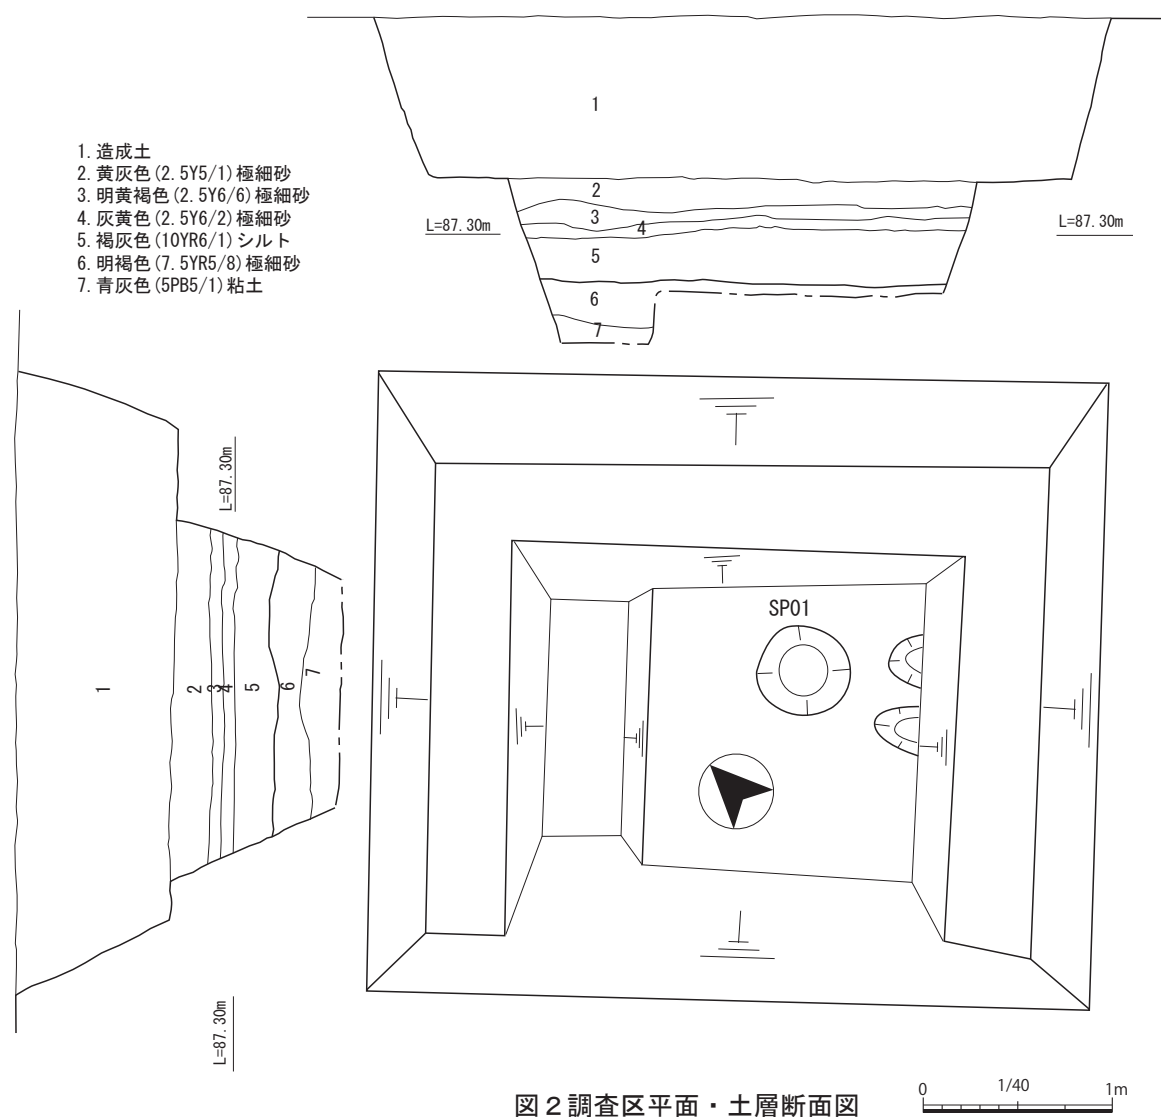 1
1. 造成土
2. 黄灰色(2.5Y5/1)極細砂
3. 明黄褐色(2.5Y6/6)極細砂
4. 灰黄色(2.5Y6/2)極細砂
5. 褐灰色(10YR6/1)シルト
6. 明褐色(7.5YR5/8)極細砂
7. 青灰色(5PB5/1)粘土
2
3
4
5
6
7
L=87.30m
L=87.30m
L=87.30m
1
2
3
4
5
6
7
L=87.30m
SP01
図2調査区平面・土層断面図
0 1/40 1m